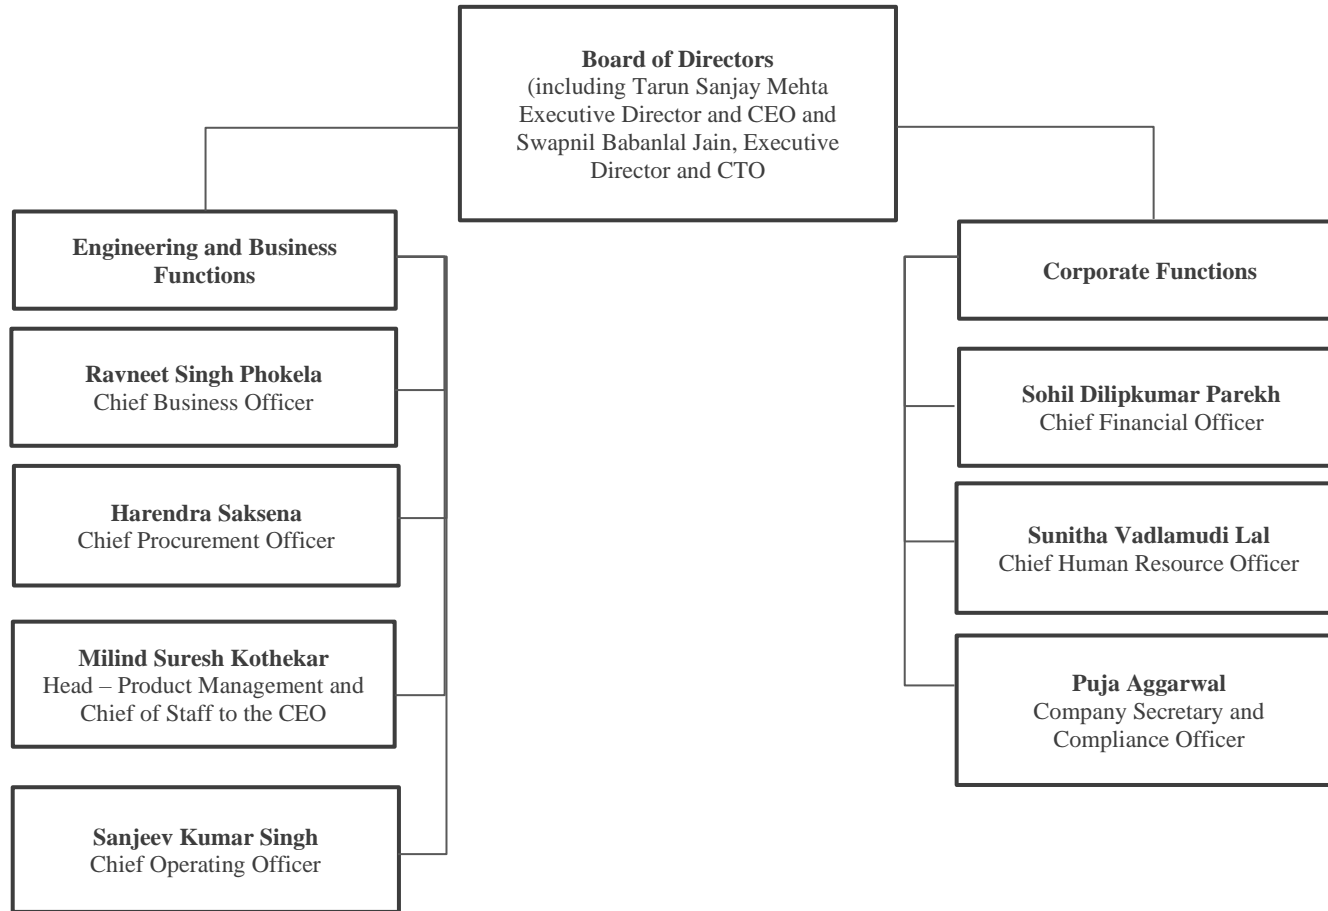 Board of Directors
(including Tarun Sanjay Mehta
Executive Director and CEO and
Swapnil Babanlal Jain, Executive
Director and CTO
Engineering and Business
Functions
Ravneet Singh Phokela
Chief Business Officer
Harendra Saksena
Chief Procurement Officer
Milind Suresh Kothekar
Head – Product Management and
Chief of Staff to the CEO
Sanjeev Kumar Singh
Chief Operating Officer
Corporate Functions
Sohil Dilipkumar Parekh
Chief Financial Officer
Sunitha Vadlamudi Lal
Chief Human Resource Officer
Puja Aggarwal
Company Secretary and
Compliance Officer